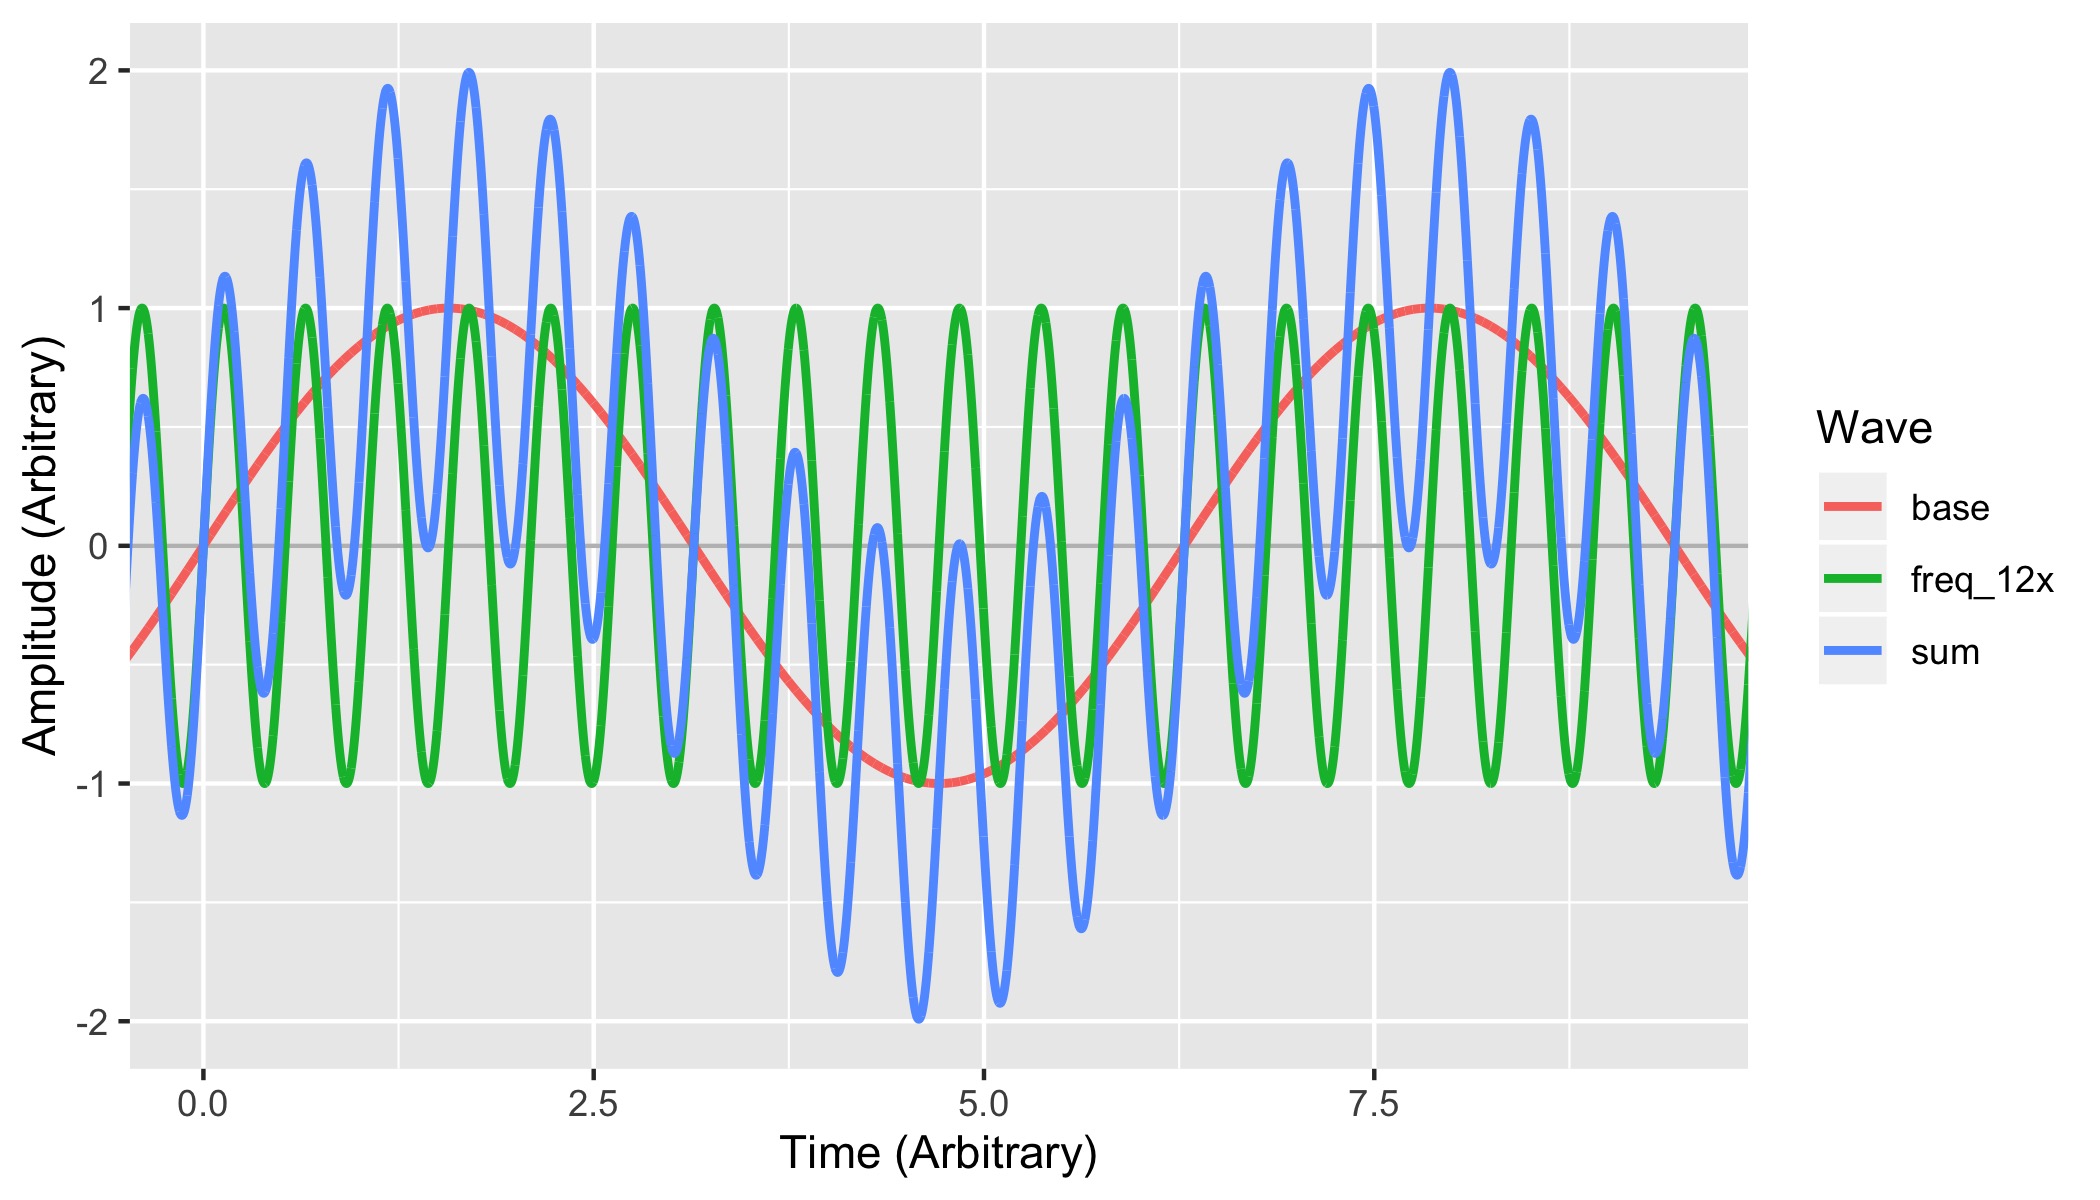 2
1
0
-1
-2
Amplitude (Arbitrary)
0.0 2.5 5.0 7.5
Time (Arbitrary)
Wave
base
freq_12x
sum